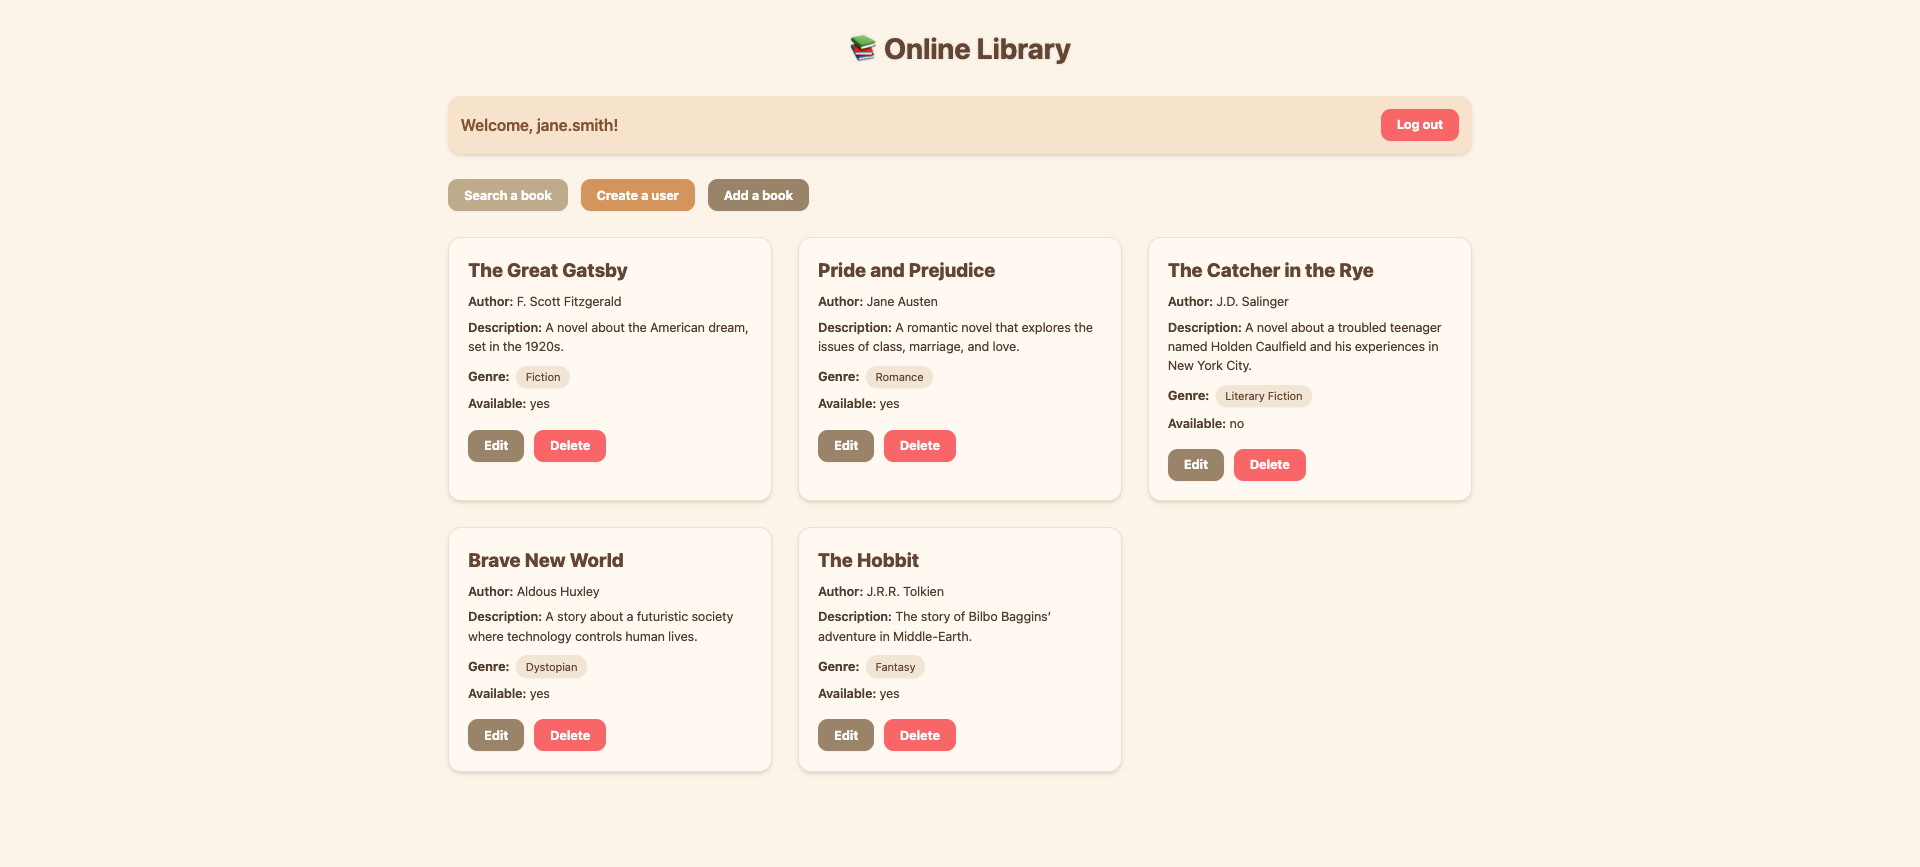 📚 Online Library
Welcome, jane.smith!
Log out
Search a book
Create a user
Add a book
The Great Gatsby
Author: F. Scott Fitzgerald
Description: A novel about the American dream,
set in the 1920s.
Genre: Fiction
Available: yes
Edit
Delete
Pride and Prejudice
Author: Jane Austen
Description: A romantic novel that explores the
issues of class, marriage, and love.
Genre: Romance
Available: yes
Edit
Delete
The Catcher in the Rye
Author: J.D. Salinger
Description: A novel about a troubled teenager
named Holden Caulfield and his experiences in
New York City.
Genre: Literary Fiction
Available: no
Edit
Delete
Brave New World
Author: Aldous Huxley
Description: A story about a futuristic society
where technology controls human lives.
Genre: Dystopian
Available: yes
Edit
Delete
The Hobbit
Author: J.R.R. Tolkien
Description: The story of Bilbo Baggins’
adventure in Middle-Earth.
Genre: Fantasy
Available: yes
Edit
Delete